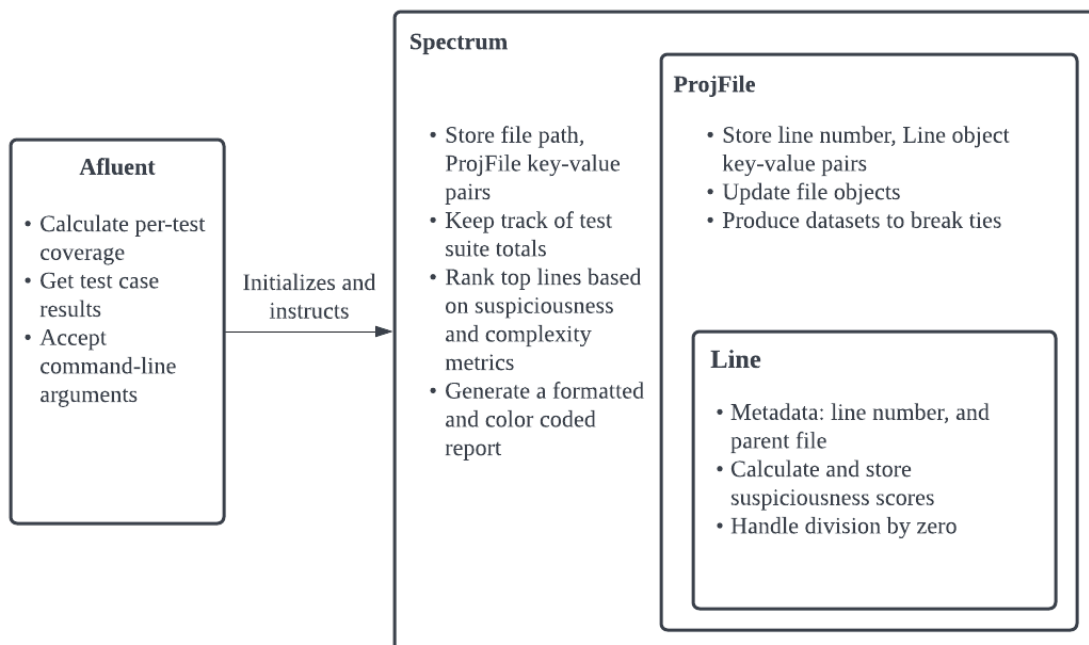 Afluent
• Calculate per-test
coverage
• Get test case
results
• Accept
command-line
arguments
Initializes and
instructs
Spectrum
• Store file path,
ProjFile key-value
pairs
• Keep track of test
suite totals
• Rank top lines based
on suspiciousness
and complexity
metrics
• Generate a formatted
and color coded
report
ProjFile
• Store line number, Line object
key-value pairs
• Update file objects
• Produce datasets to break ties
Line
• Metadata: line number, and
parent file
• Calculate and store
suspiciousness scores
• Handle division by zero